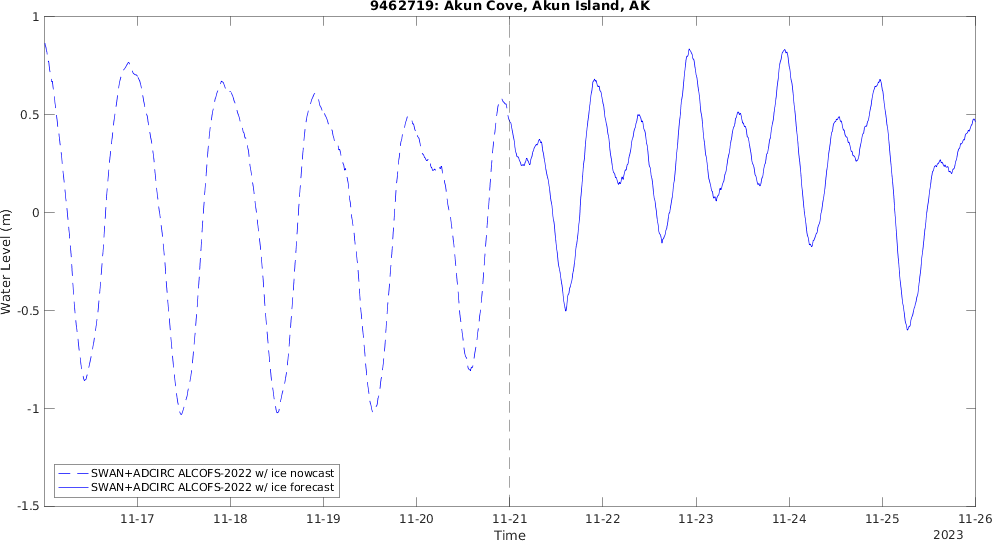 9462719: Akun Cove, Akun Island, AK
Water Level (m)
1
0.5
0
-0.5
-1
-1.5
SWAN+ADCIRC ALCOFS-2022 w/ ice nowcast
SWAN+ADCIRC ALCOFS-2022 w/ ice forecast
11-17 11-18 11-19 11-20 11-21 11-22 11-23 11-24 11-25 11-26
Time
2023